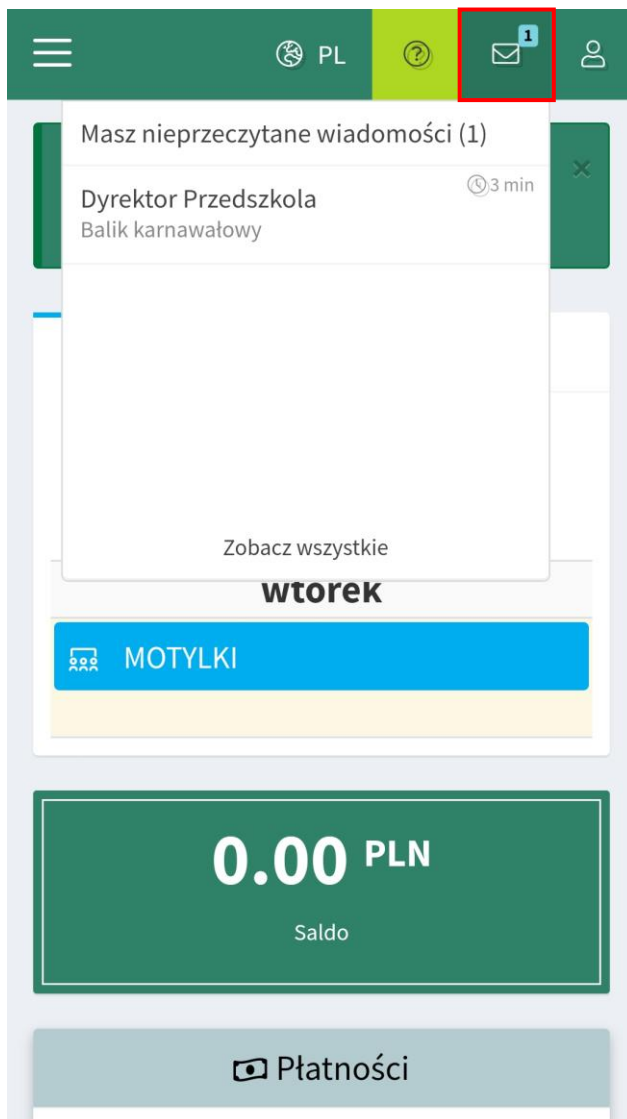 PL
?
1
Masz nieprzeczytane wiadomości (1)
×
Dyrektor Przedszkola
3 min
Balik karnawałowy
Zobacz wszystkie
wtorek
MOTYLKI
0.00 PLN
Saldo
Płatności